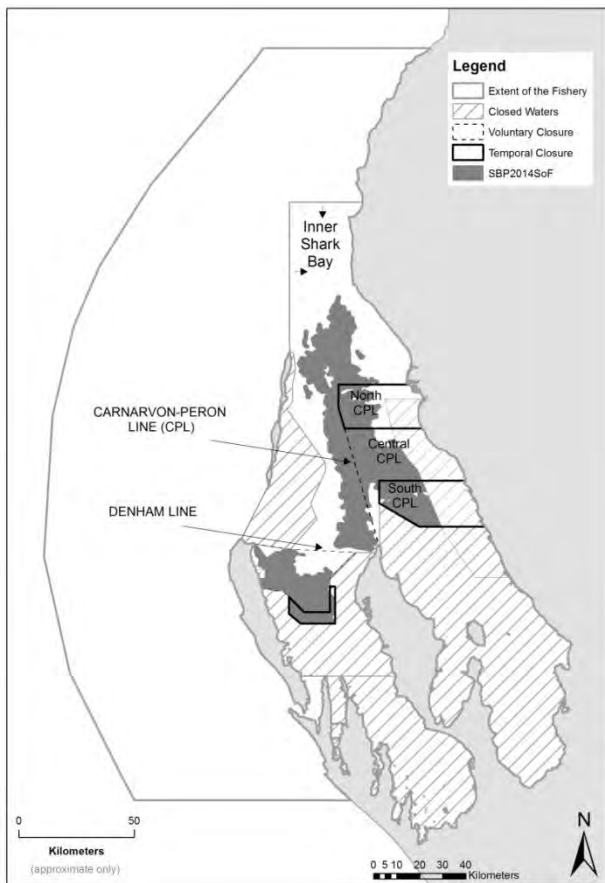 Legend
Extent of the Fishery
Closed Waters
Voluntary Closure
Temporal Closure
SBP2014SoF
Inner
Shark
Bay
North
CPL
CARNARVON-PERON
LINE (CPL)
Central
CPL
South
CPL
DENHAM LINE
0 50
Kilometers
(approximate only)
N
0 5 10 20 30 40
Kilometers